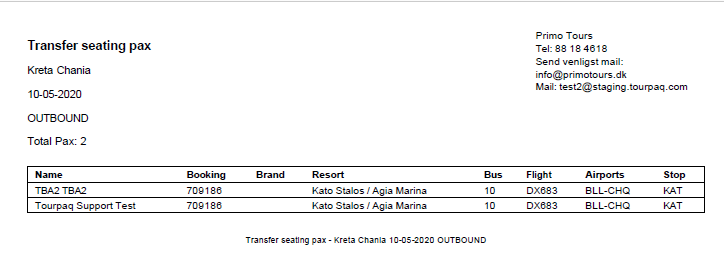 Transfer seating pax
Kreta Chania
10-05-2020
OUTBOUND
Total Pax: 2
Primo Tours
Tel: 88 18 4618
Send venligst mail:
info@primotours.dk
Mail: test2@staging.tourpaq.com
Name Booking Brand Resort Bus Flight Airports Stop
TBA2 TBA2 709186 Kato Stalos / Agia Marina 10 DX683 BLL-CHQ KAT
Tourpaq Support Test 709186 Kato Stalos / Agia Marina 10 DX683 BLL-CHQ KAT
Transfer seating pax - Kreta Chania 10-05-2020 OUTBOUND